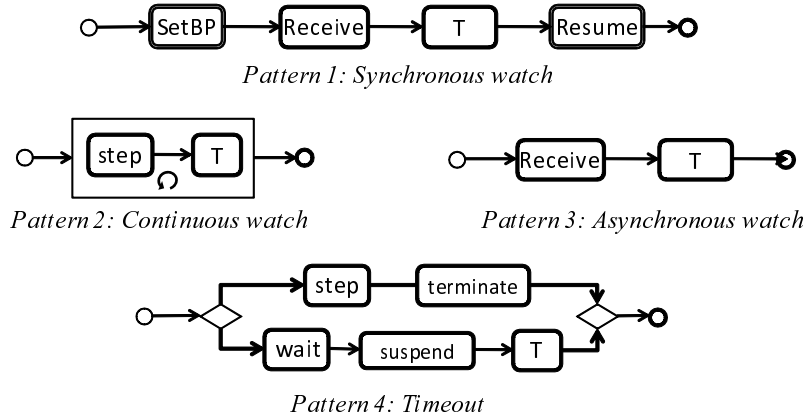 SetBP Receive T Resume
Pattern 1: Synchronous watch
step T
Receive T
Pattern 2: Continuous watch
Pattern 3: Asynchronous watch
step terminate
wait suspend T
Pattern 4: Timeout